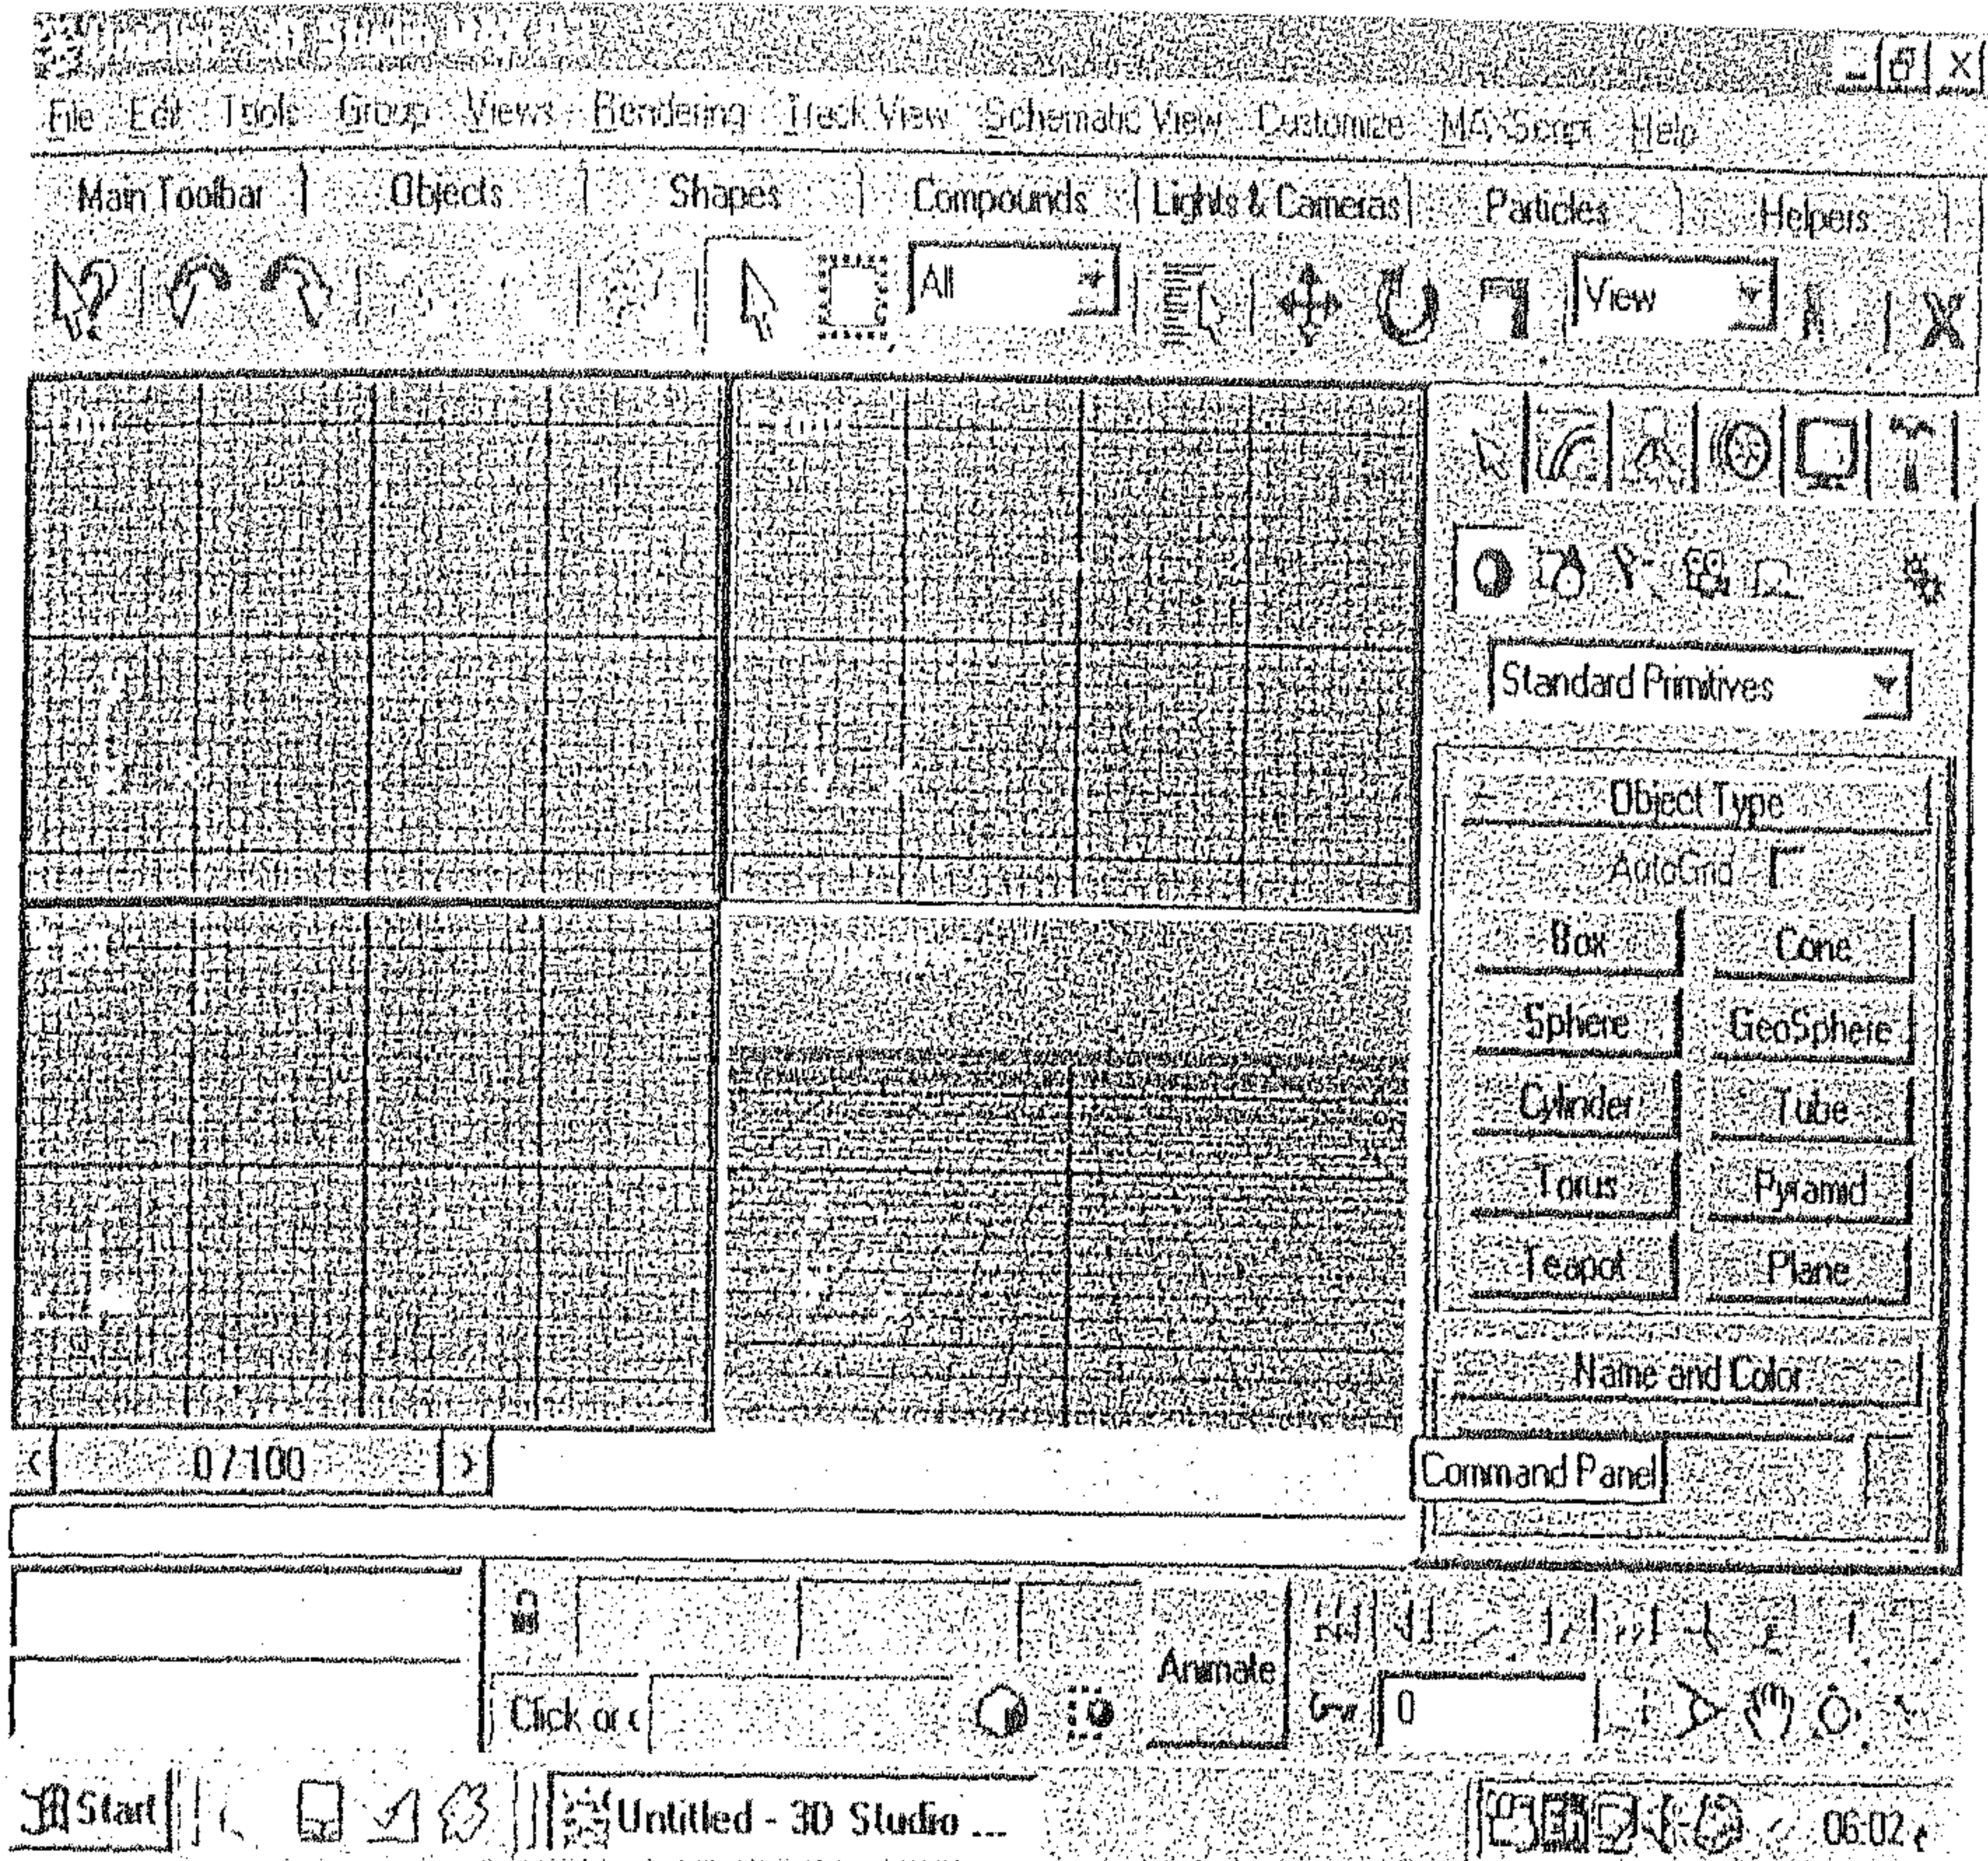 File Edit Tools Group Views Rendering Track View Schematic View Customize MAXScript Help
Main Toolbar Objects Shapes Compounds Lights & Cameras Particles Helpers
All View
Top Front
Standard Primitives
Object Type
AutoGrid
Box Cone
Sphere GeoSphere
Cylinder Tube
Torus Pyramid
Teapot Plane
Name and Color
0 / 100
Command Panel
Animate
Click or c
0
Start Untitled - 3D Studio ... 06:02 م